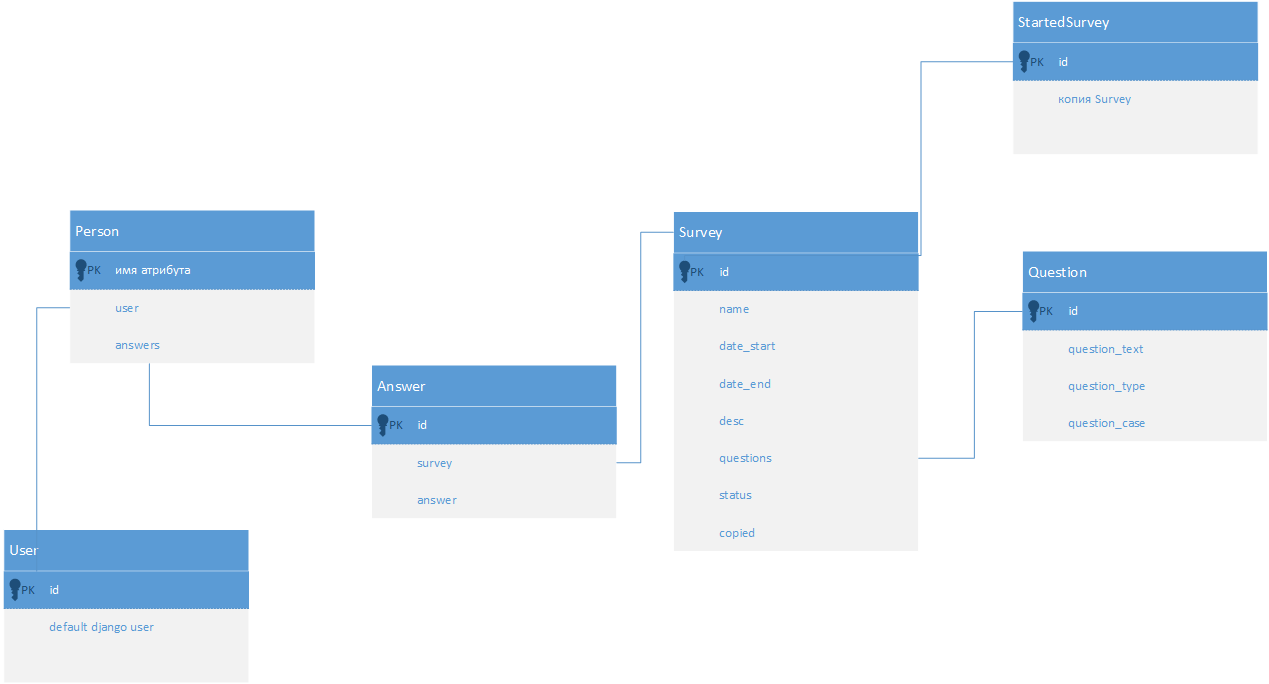 StartedSurvey
PK id
копия Survey
Person
PK имя атрибута
user
answers
Survey
PK id
name
date_start
date_end
desc
questions
status
copied
Question
PK id
question_text
question_type
question_case
Answer
PK id
survey
answer
User
PK id
default django user